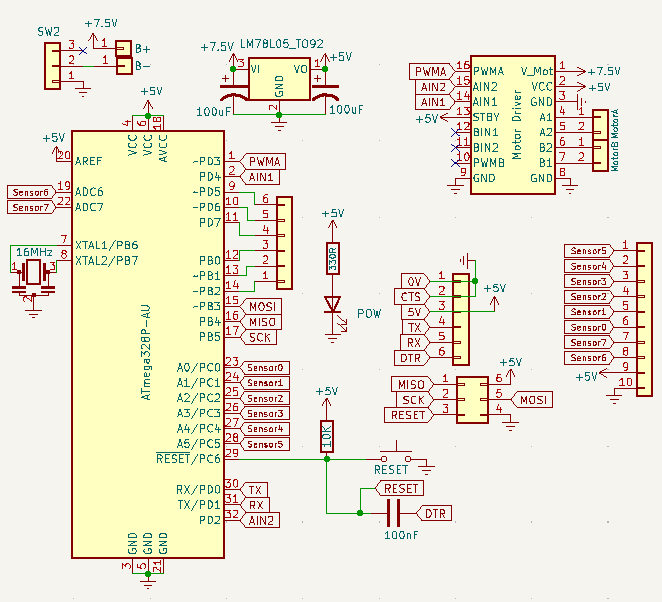 SW2
3
2
1
+7.5V
1 B+
1 B-
LM78L05_TO92
+7.5V
+5V
3 VI
VO 1
GND
2
100uF
100uF
PWMA 16 PWMA
AIN2 15 AIN2
AIN1 14 AIN1
+5V 13 STBY
12 BIN1
11 BIN2
10 PWMB
9 GND
Motor Driver
V_Mot 1 +7.5V
VCC 2 +5V
GND 3
A1 4
A2 5
B2 6
B1 7
GND 8
1
2
1
2
MotorB MotorA
+5V
4 6 18
VCC
VCC
AVCC
+5V
20 AREF
Sensor6 19 ADC6
Sensor7 22 ADC7
7 XTAL1/PB6
8 XTAL2/PB7
16MHz
1
3
2
ATmega328P-AU
~PD3 1 PWMA
PD4 2 AIN1
~PD5 9
~PD6 10
PD7 11
PB0 12
~PB1 13
~PB2 14
6
5
4
3
2
1
~PB3 15 MOSI
PB4 16 MISO
PB5 17 SCK
A0/PC0 23 Sensor0
A1/PC1 24 Sensor1
A2/PC2 25 Sensor2
A3/PC3 26 Sensor3
A4/PC4 27 Sensor4
A5/PC5 28 Sensor5
RESET/PC6 29
RX/PD0 30 TX
TX/PD1 31 RX
PD2 32 AIN2
GND
GND
GND
3 5 21
+5V
330R
POW
0V 1
CTS 2
5V 3
TX 4
RX 5
DTR 6
+5V
MISO 1
SCK 2
RESET 3
6 +5V
5 MOSI
4
+5V
10K
RESET
RESET
DTR
100nF
Sensor5 1
Sensor4 2
Sensor3 3
Sensor2 4
Sensor1 5
Sensor0 6
Sensor7 7
Sensor6 8
+5V 9
10